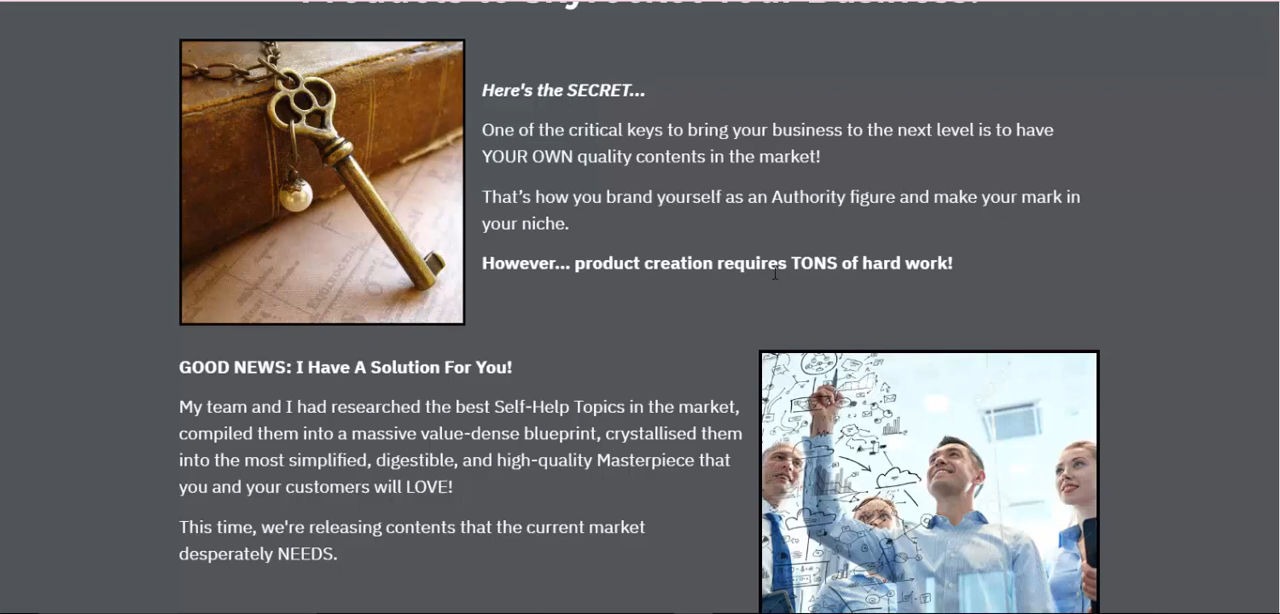 Products to Skyrocket Your Business!
Here's the SECRET...
One of the critical keys to bring your business to the next level is to have
YOUR OWN quality contents in the market!
That’s how you brand yourself as an Authority figure and make your mark in
your niche.
However... product creation requires TONS of hard work!
GOOD NEWS: I Have A Solution For You!
My team and I had researched the best Self-Help Topics in the market,
compiled them into a massive value-dense blueprint, crystallised them
into the most simplified, digestible, and high-quality Masterpiece that
you and your customers will LOVE!
This time, we're releasing contents that the current market
desperately NEEDS.